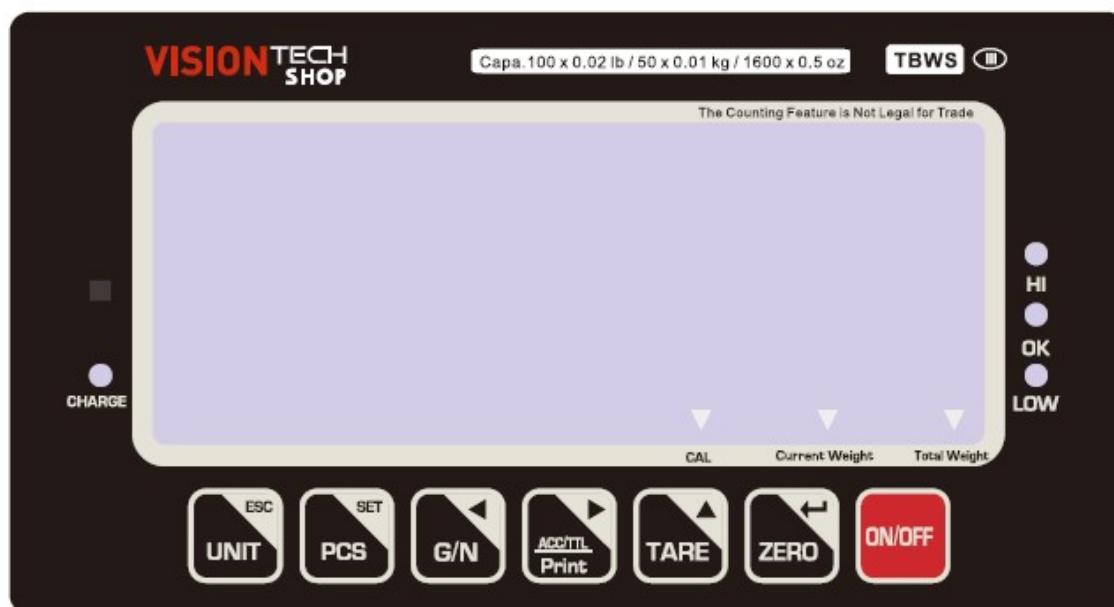 VISION TECH SHOP
Capa.100 x 0.02 lb / 50 x 0.01 kg / 1600 x 0.5 oz
TBWS III
The Counting Feature is Not Legal for Trade
HI
OK
LOW
CHARGE
CAL Current Weight Total Weight
ESC SET
UNIT PCS G/N ACC/TTL Print TARE ZERO ON/OFF